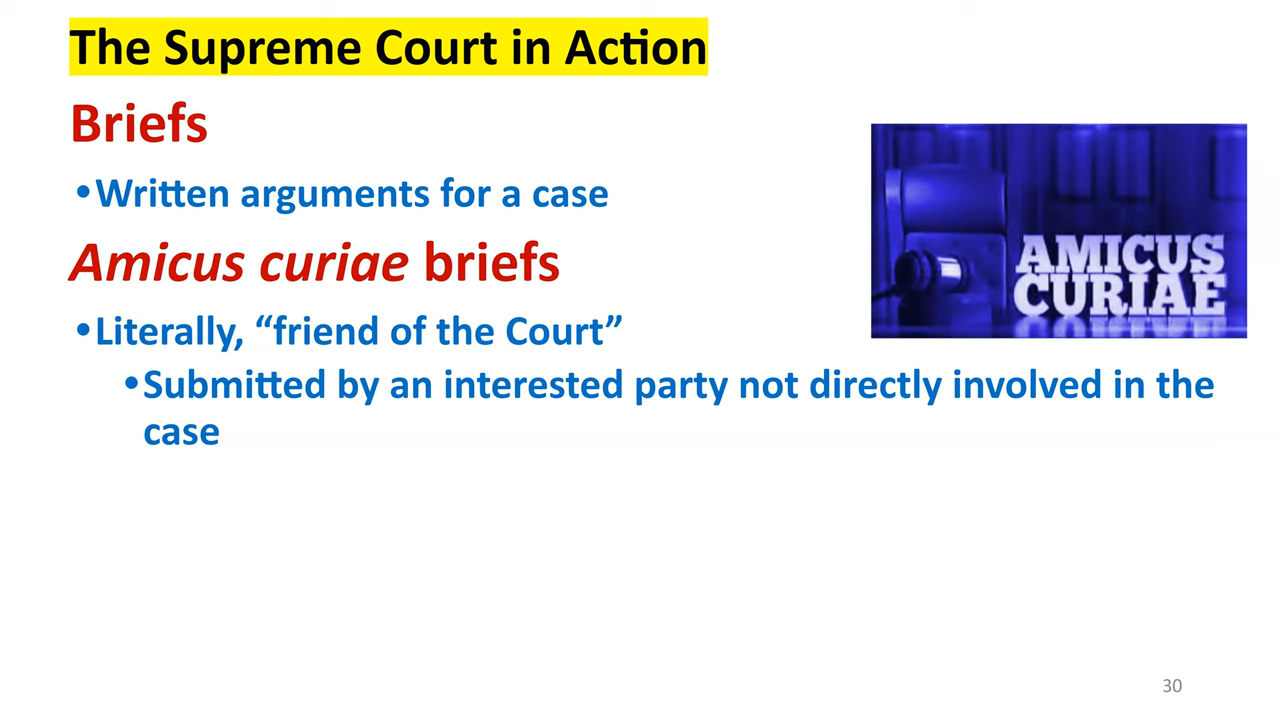 The Supreme Court in Action
Briefs
•Written arguments for a case
Amicus curiae briefs
•Literally, “friend of the Court”
•Submitted by an interested party not directly involved in the
case
AMICUS
CURIAE
30